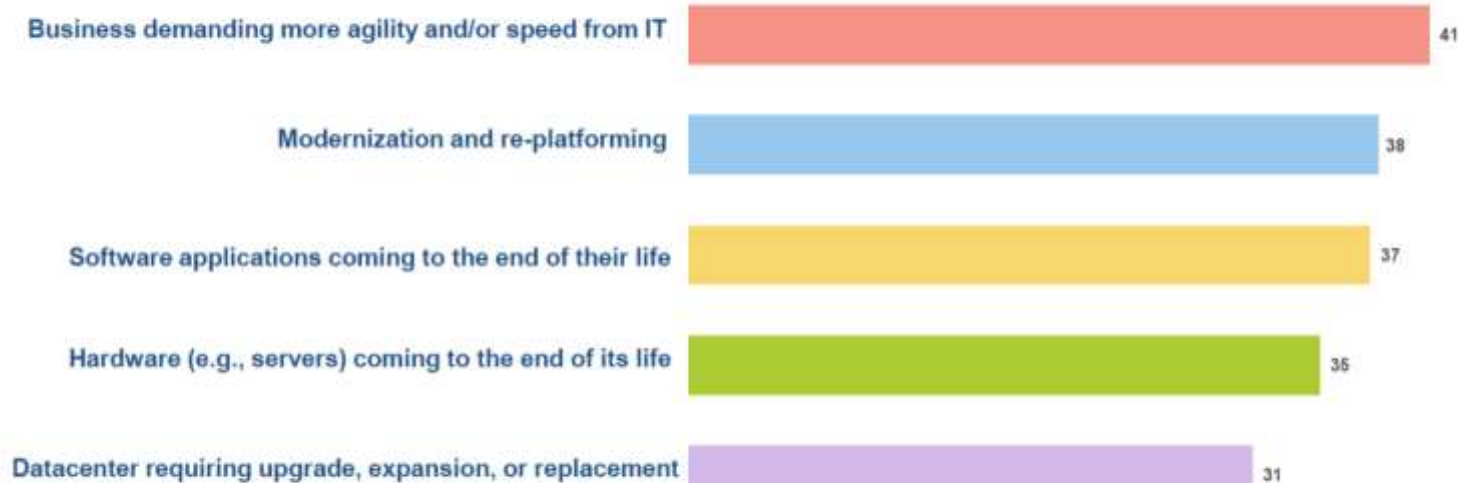 Business demanding more agility and/or speed from IT 41
Modernization and re-platforming 38
Software applications coming to the end of their life 37
Hardware (e.g., servers) coming to the end of its life 35
Datacenter requiring upgrade, expansion, or replacement 31